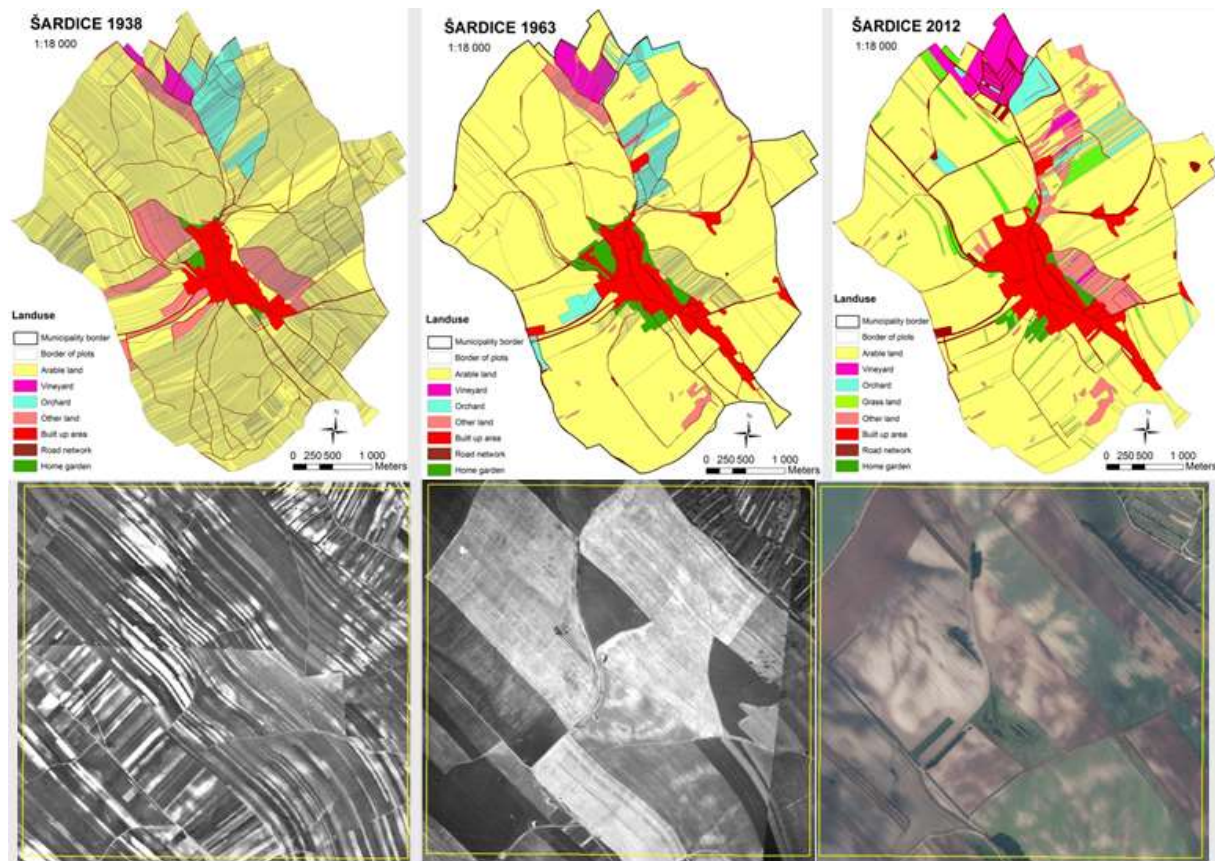 ŠARDICE 1938
1:18 000
Landuse
Municipality border
Border of plots
Arable land
Vineyard
Orchard
Other land
Built up area
Road network
Home garden
N
0 250 500 1 000
Meters
ŠARDICE 1963
1:18 000
Landuse
Municipality border
Border of plots
Arable land
Vineyard
Orchard
Other land
Built up area
Road network
Home garden
N
0 250 500 1 000
Meters
ŠARDICE 2012
1:18 000
Landuse
Municipality border
Border of plots
Arable land
Vineyard
Orchard
Grass land
Other land
Built up area
Road network
Home garden
N
0 250 500 1 000
Meters